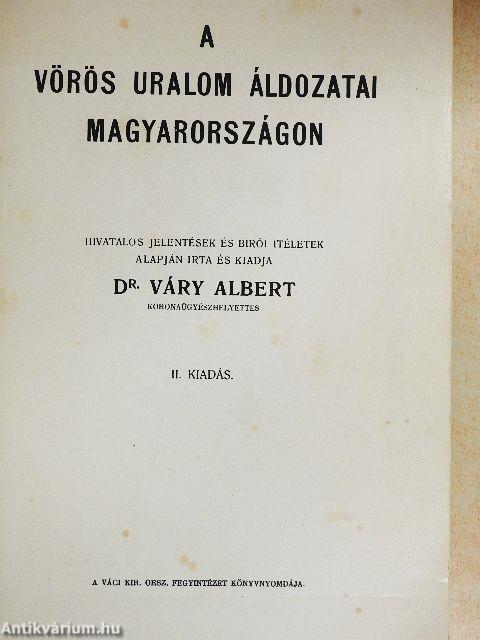 A
VÖRÖS URALOM ÁLDOZATAI
MAGYARORSZÁGON
HIVATALOS JELENTÉSEK ÉS BIRÓI ITÉLETEK
ALAPJÁN IRTA ÉS KIADJA
DR. VÁRY ALBERT
KORONAÜGYÉSZHELYETTES
II. KIADÁS.
A VÁCI KIR. ORSZ. FEGYINTÉZET KÖNYVNYOMDÁJA.
Antikvárium.hu